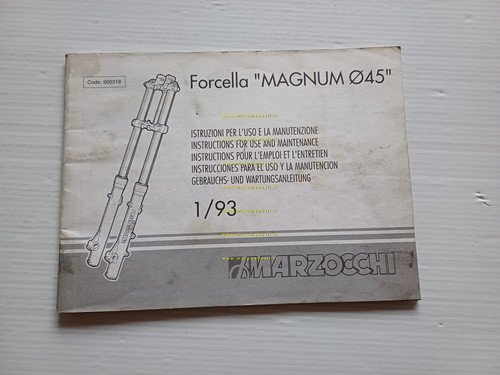 Code: 900318
Forcella "MAGNUM Ø45"
ISTRUZIONI PER L'USO E LA MANUTENZIONE
INSTRUCTIONS FOR USE AND MAINTENANCE
INSTRUCTIONS POUR L'EMPLOI ET L'ENTRETIEN
INSTRUCCIONES PARA EL USO Y LA MANUTENCION
GEBRAUCHS- UND WARTUNGSANLEITUNG
1/93
MARZOCCHI